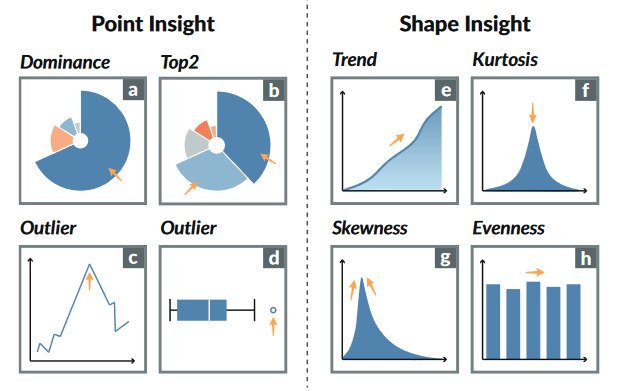 Point Insight
Dominance
Top2
a
b
Outlier
Outlier
c
d
Shape Insight
Trend
Kurtosis
e
f
Skewness
Evenness
g
h